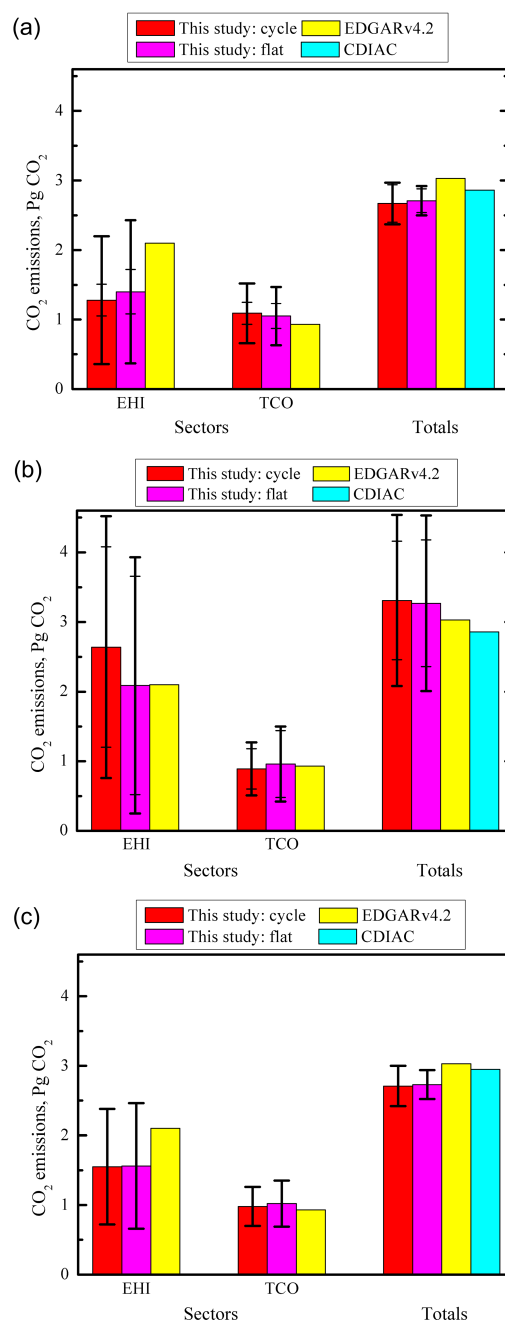 (a)
This study: cycle EDGARv4.2
This study: flat CDIAC
CO2 emissions, Pg CO2
4
3
2
1
0
EHI TCO
Sectors Totals
(b)
This study: cycle EDGARv4.2
This study: flat CDIAC
CO2 emissions, Pg CO2
4
3
2
1
0
EHI TCO
Sectors Totals
(c)
This study: cycle EDGARv4.2
This study: flat CDIAC
CO2 emissions, Pg CO2
4
3
2
1
0
EHI TCO
Sectors Totals